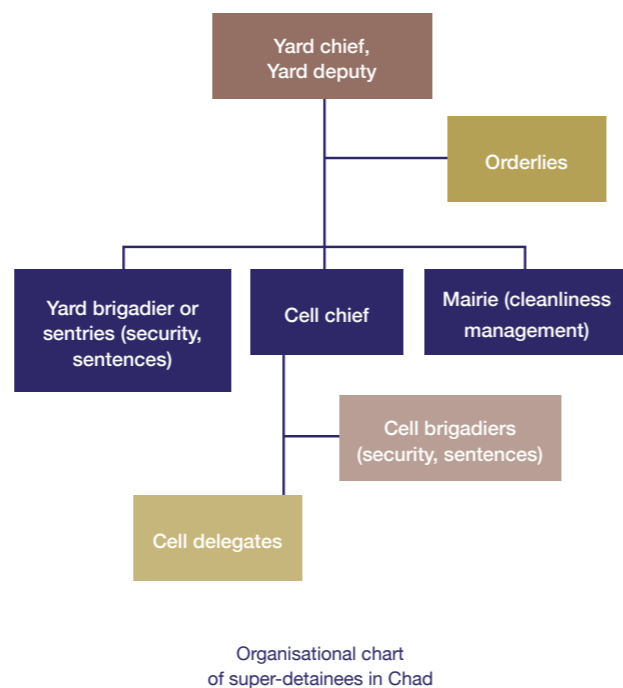 Yard chief,
Yard deputy
Orderlies
Yard brigadier or
sentries (security,
sentences)
Cell chief
Mairie (cleanliness
management)
Cell brigadiers
(security, sentences)
Cell delegates
Organisational chart
of super-detainees in Chad